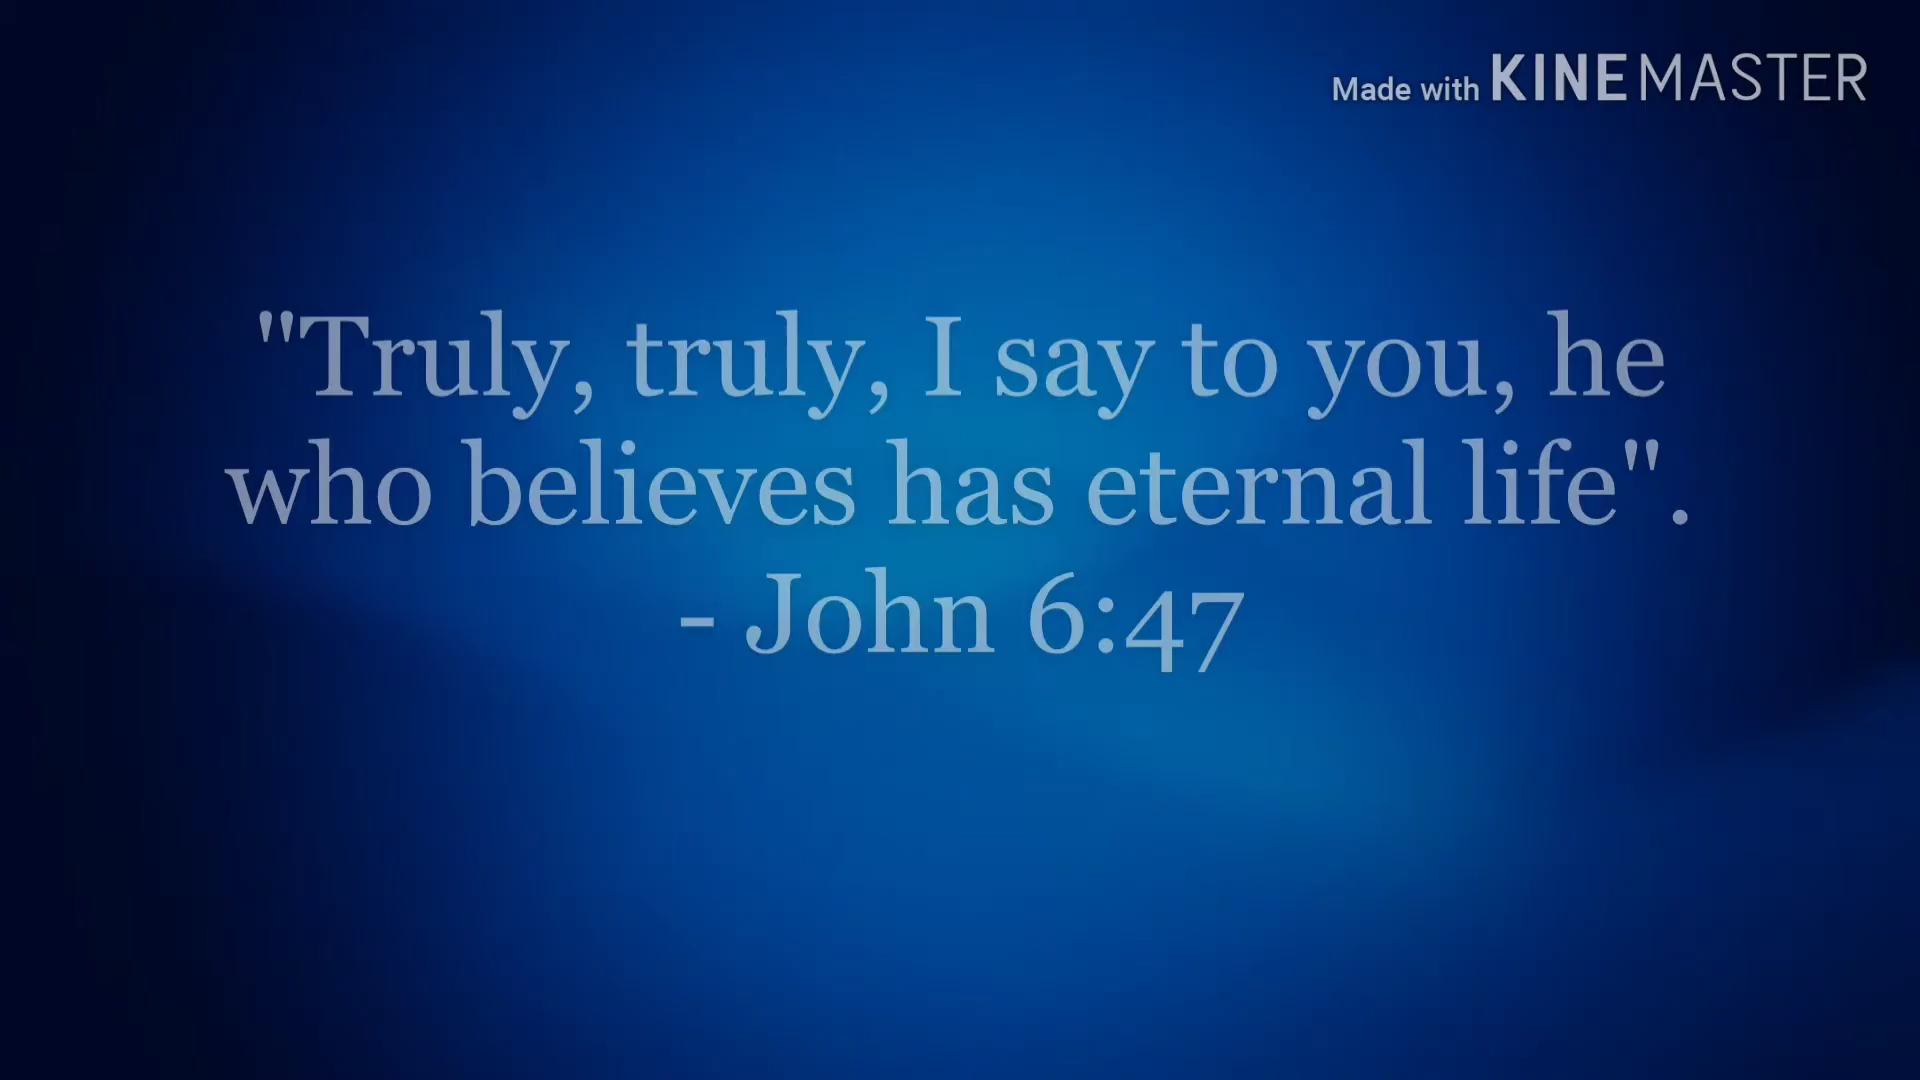 Made with KINEMASTER
"Truly, truly, I say to you, he
who believes has eternal life".
- John 6:47